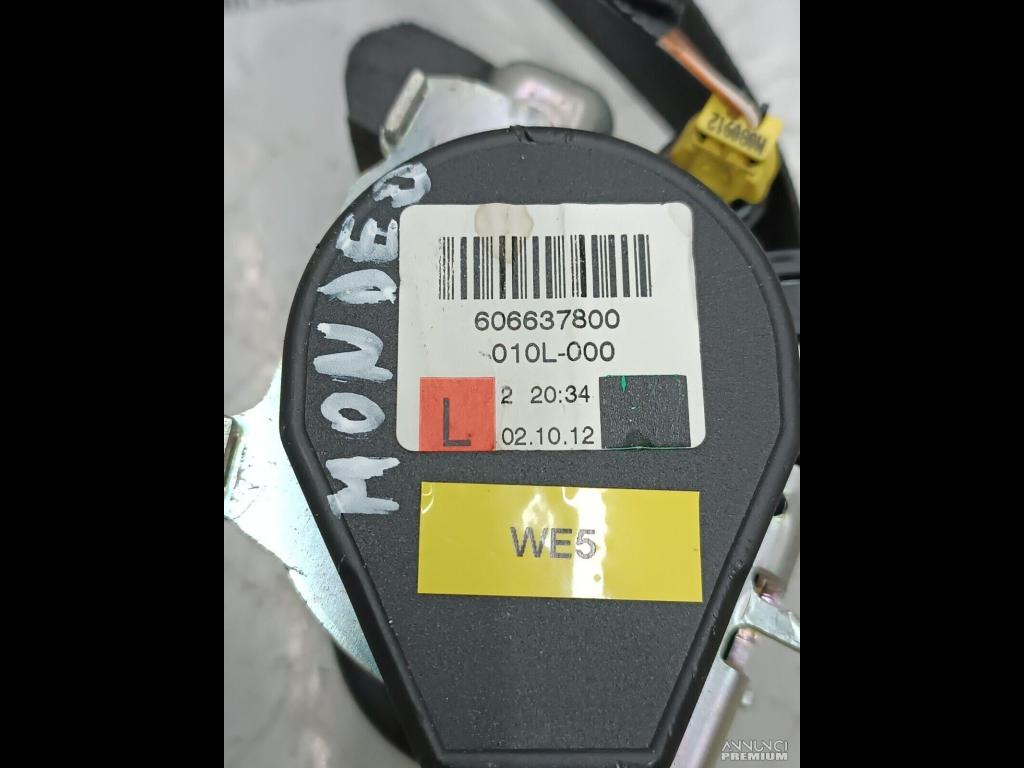 MONDEO
606637800
010L-000
2 20:34
L
02.10.12
WE5
ANNUNCI
PREMIUM